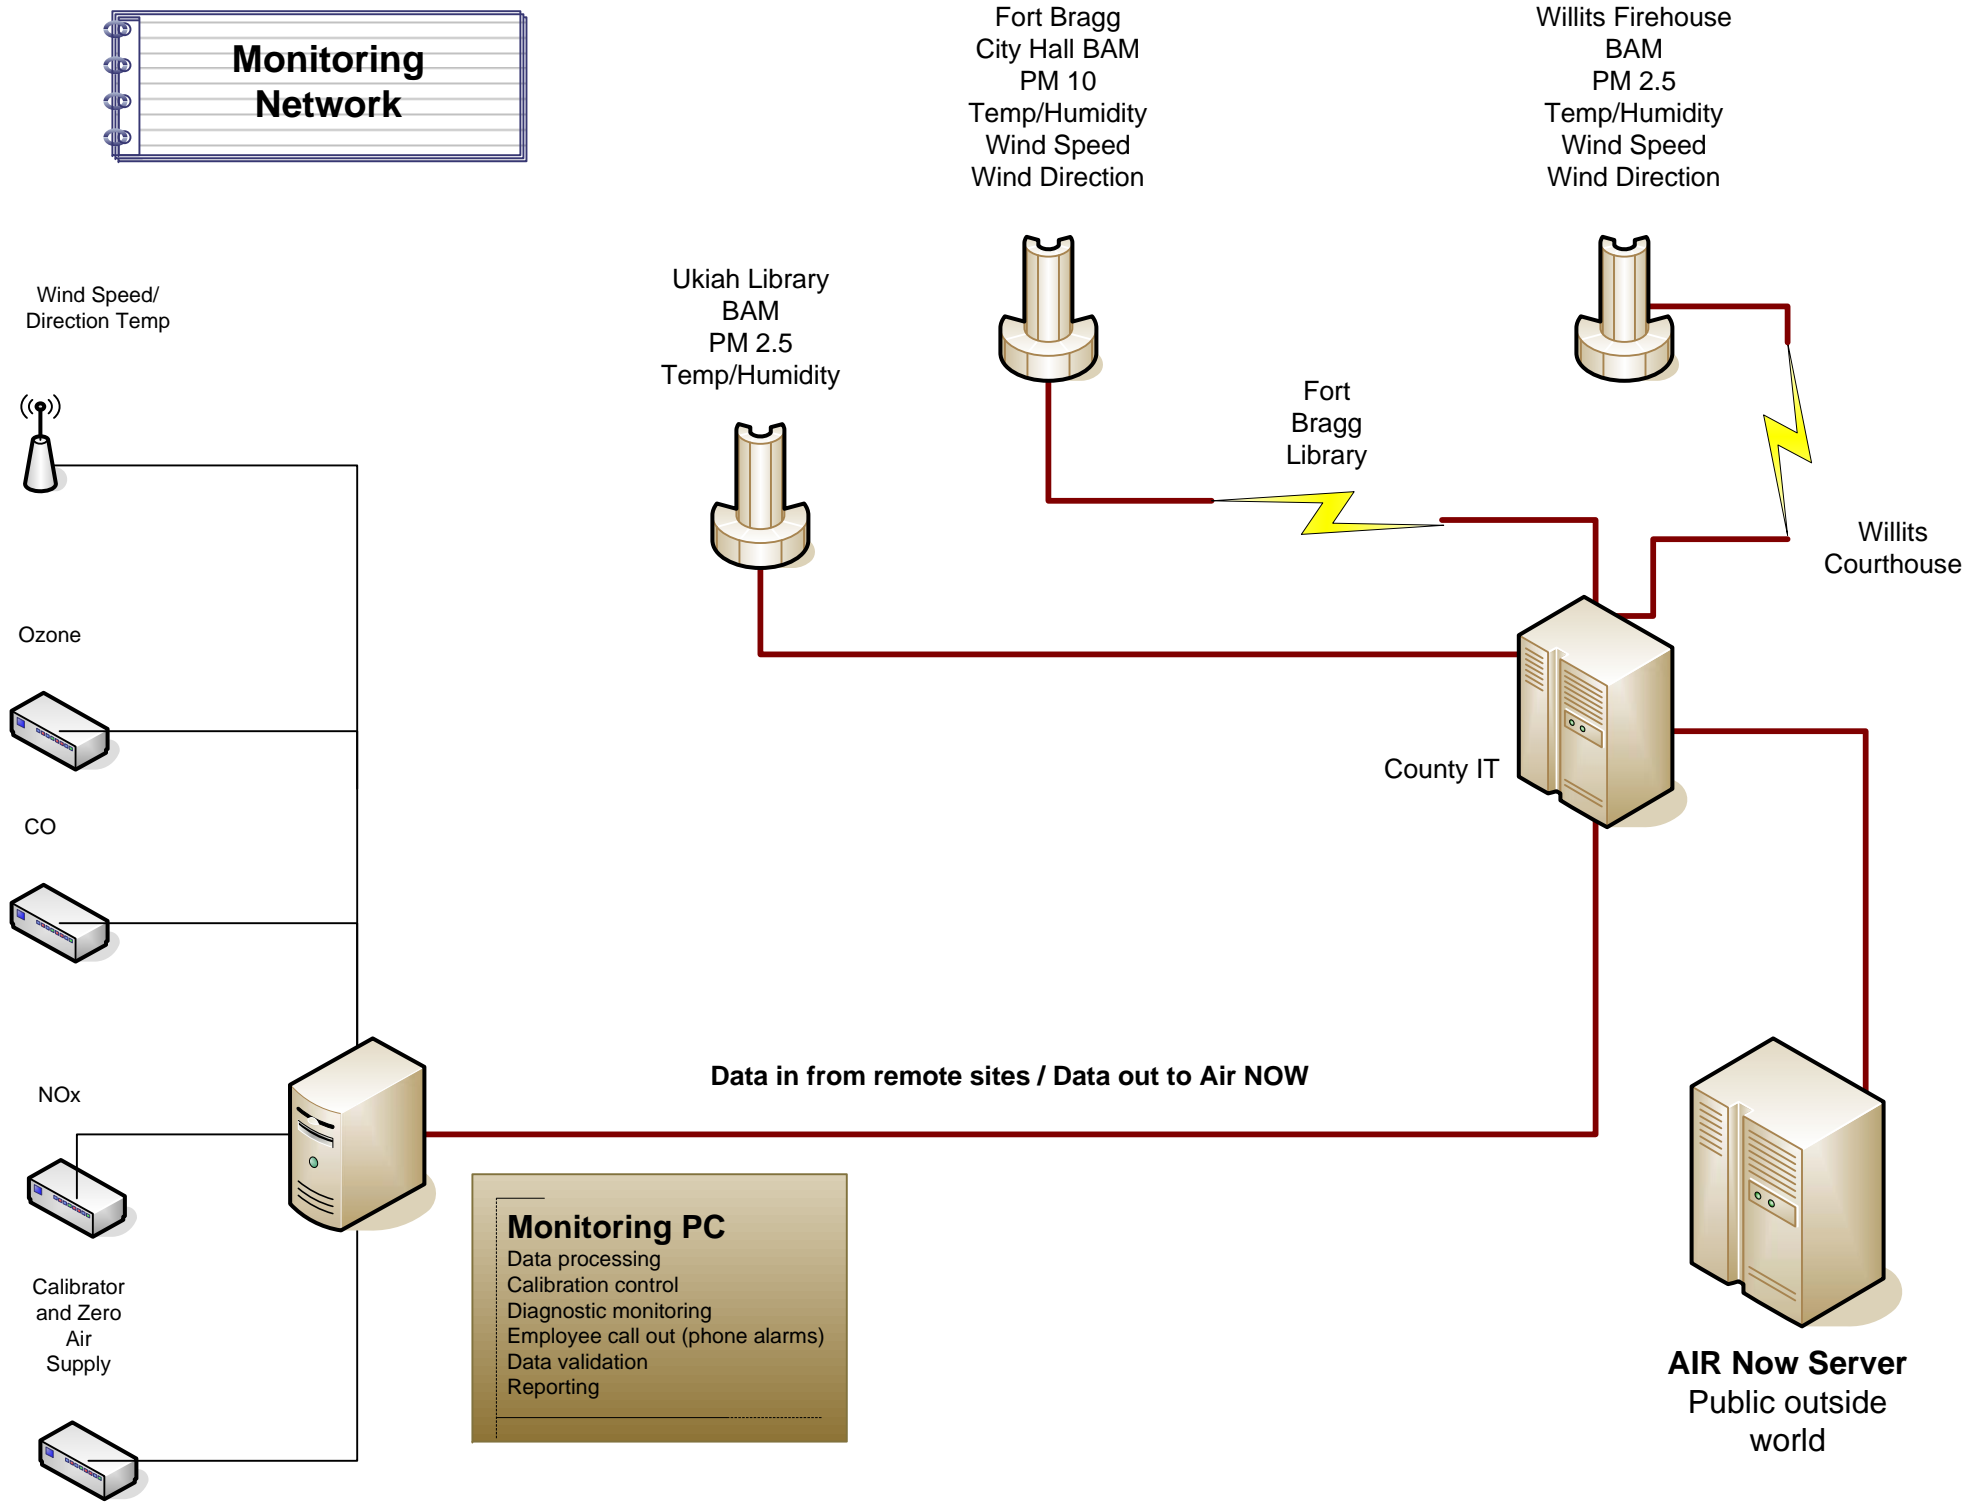 Monitoring
Network
Fort Bragg
City Hall BAM
PM 10
Temp/Humidity
Wind Speed
Wind Direction
Willits Firehouse
BAM
PM 2.5
Temp/Humidity
Wind Speed
Wind Direction
Ukiah Library
BAM
PM 2.5
Temp/Humidity
Wind Speed/
Direction Temp
Fort
Bragg
Library
Willits
Courthouse
Ozone
County IT
CO
Data in from remote sites / Data out to Air NOW
NOx
Monitoring PC
Data processing
Calibration control
Diagnostic monitoring
Employee call out (phone alarms)
Data validation
Reporting
Calibrator
and Zero
Air
Supply
AIR Now Server
Public outside
world